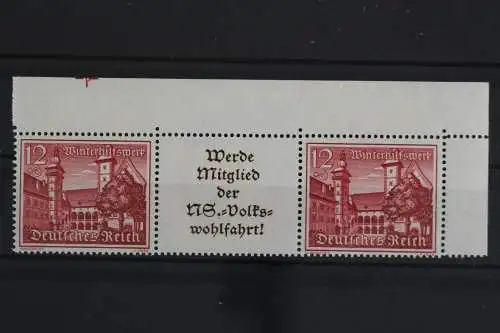 12
Winterhilfswerk
Deutsches Reich
Werde
Mitglied
der
NS.-Volks-
wohlfahrt!
12
Winterhilfswerk
Deutsches Reich